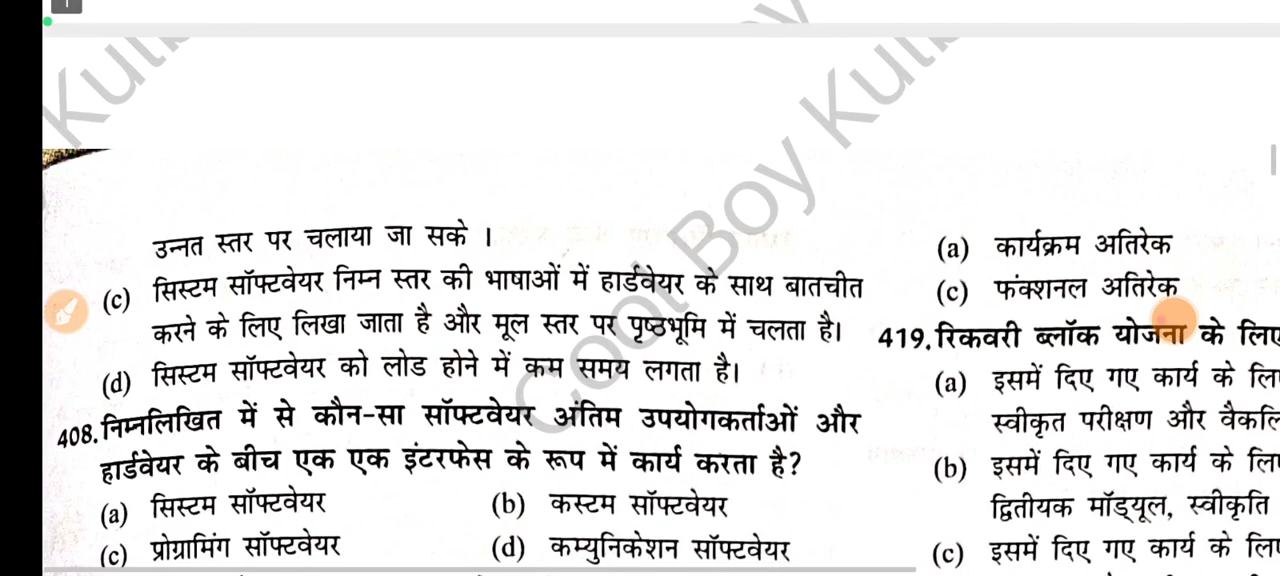 Cool Boy Kulb
उन्नत स्तर पर चलाया जा सके ।
(c) सिस्टम सॉफ्टवेयर निम्न स्तर की भाषाओं में हार्डवेयर के साथ बातचीत
करने के लिए लिखा जाता है और मूल स्तर पर पृष्ठभूमि में चलता है।
(d) सिस्टम सॉफ्टवेयर को लोड होने में कम समय लगता है।
408. निम्नलिखित में से कौन-सा सॉफ्टवेयर अंतिम उपयोगकर्ताओं और
हार्डवेयर के बीच एक एक इंटरफेस के रूप में कार्य करता है?
(a) सिस्टम सॉफ्टवेयर (b) कस्टम सॉफ्टवेयर
(c) प्रोग्रामिंग सॉफ्टवेयर (d) कम्युनिकेशन सॉफ्टवेयर
(a) कार्यक्रम अतिरेक
(c) फंक्शनल अतिरेक
419. रिकवरी ब्लॉक योजना के लिए
(a) इसमें दिए गए कार्य के
स्वीकृत परीक्षण और
(b) इसमें दिए गए कार्य के
द्वितीयक मॉड्यूल, स्वीकृति
(c) इसमें दिए गए कार्य के